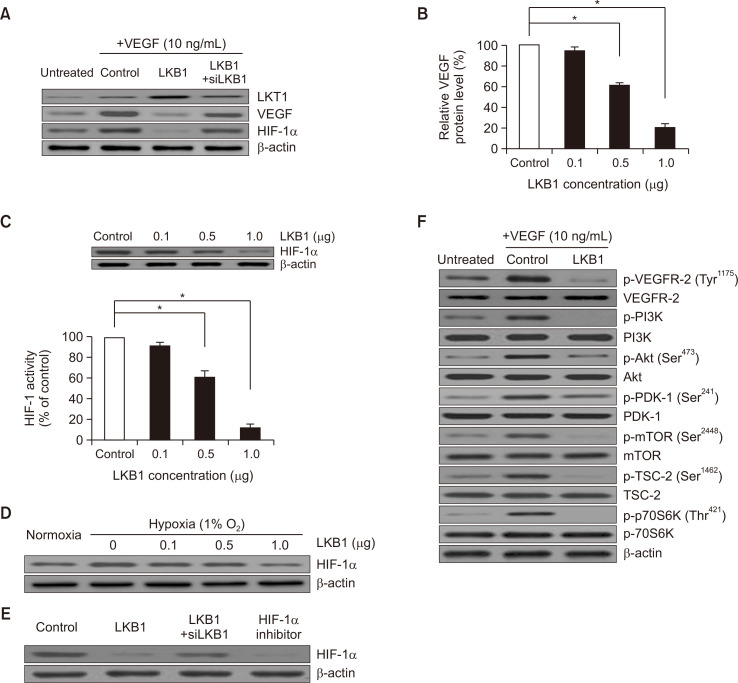 A
+VEGF (10 ng/mL)
Untreated Control LKB1 LKB1
+siLKB1
LKT1
VEGF
HIF-1α
β-actin
B
Relative VEGF
protein level (%)
100
80
60
40
20
0
*
*
Control 0.1 0.5 1.0
LKB1 concentration (μg)
C
Control 0.1 0.5 1.0 LKB1 (μg)
HIF-1α
β-actin
HIF-1 activity
(% of control)
100
80
60
40
20
0
*
*
Control 0.1 0.5 1.0
LKB1 concentration (μg)
D
Normoxia Hypoxia (1% O₂)
0 0.1 0.5 1.0 LKB1 (μg)
HIF-1α
β-actin
E
Control LKB1 LKB1
+siLKB1
HIF-1α
inhibitor
HIF-1α
β-actin
F
+VEGF (10 ng/mL)
Untreated Control LKB1
p-VEGFR-2 (Tyr¹¹⁷⁵)
VEGFR-2
p-PI3K
PI3K
p-Akt (Ser⁴⁷³)
Akt
p-PDK-1 (Ser²⁴¹)
PDK-1
p-mTOR (Ser²⁴⁴⁸)
mTOR
p-TSC-2 (Ser¹⁴⁶²)
TSC-2
p-p70S6K (Thr⁴²¹)
p-70S6K
β-actin